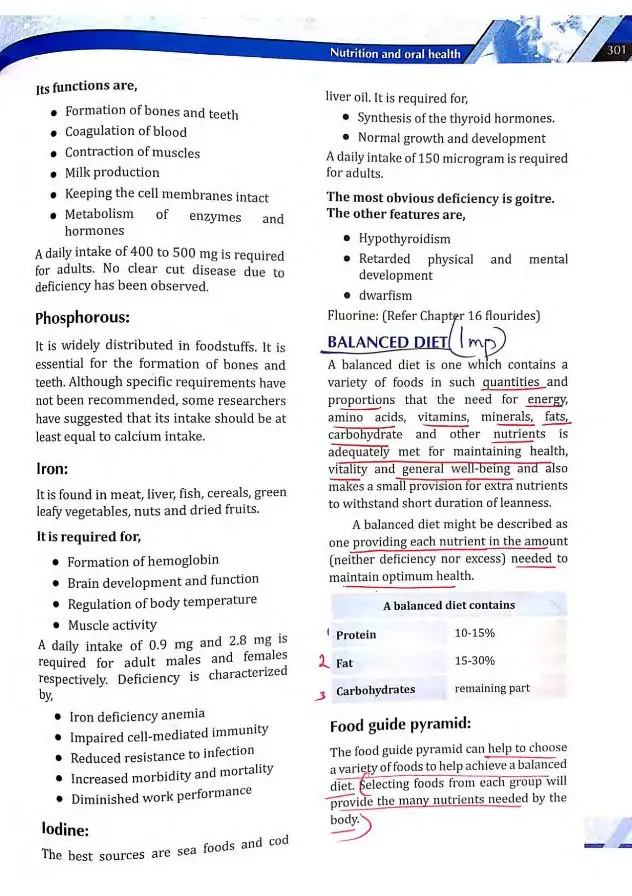 Nutrition and oral health
301
Its functions are,
• Formation of bones and teeth
• Coagulation of blood
• Contraction of muscles
• Milk production
• Keeping the cell membranes intact
• Metabolism of enzymes and
hormones
A daily intake of 400 to 500 mg is required
for adults. No clear cut disease due to
deficiency has been observed.
Phosphorous:
It is widely distributed in foodstuffs. It is
essential for the formation of bones and
teeth. Although specific requirements have
not been recommended, some researchers
have suggested that its intake should be at
least equal to calcium intake.
Iron:
It is found in meat, liver, fish, cereals, green
leafy vegetables, nuts and dried fruits.
It is required for,
• Formation of hemoglobin
• Brain development and function
• Regulation of body temperature
• Muscle activity
A daily intake of 0.9 mg and 2.8 mg is
required for adult males and females
respectively. Deficiency is characterized
by,
• Iron deficiency anemia
• Impaired cell-mediated immunity
• Reduced resistance to infection
• Increased morbidity and mortality
• Diminished work performance
Iodine:
The best sources are sea foods and cod
liver oil. It is required for,
• Synthesis of the thyroid hormones.
• Normal growth and development
A daily intake of 150 microgram is required
for adults.
The most obvious deficiency is goitre.
The other features are,
• Hypothyroidism
• Retarded physical and mental
development
• dwarfism
Fluorine: (Refer Chapter 16 flourides)
BALANCED DIET (Imp)
A balanced diet is one which contains a
variety of foods in such quantities and
proportions that the need for energy,
amino acids, vitamins, minerals, fats,
carbohydrate and other nutrients is
adequately met for maintaining health,
vitality and general well-being and also
makes a small provision for extra nutrients
to withstand short duration of leanness.
A balanced diet might be described as
one providing each nutrient in the amount
(neither deficiency nor excess) needed to
maintain optimum health.
A balanced diet contains
1 Protein 10-15%
2 Fat 15-30%
3 Carbohydrates remaining part
Food guide pyramid:
The food guide pyramid can help to choose
a variety of foods to help achieve a balanced
diet. (Selecting foods from each group will
provide the many nutrients needed by the
body.)